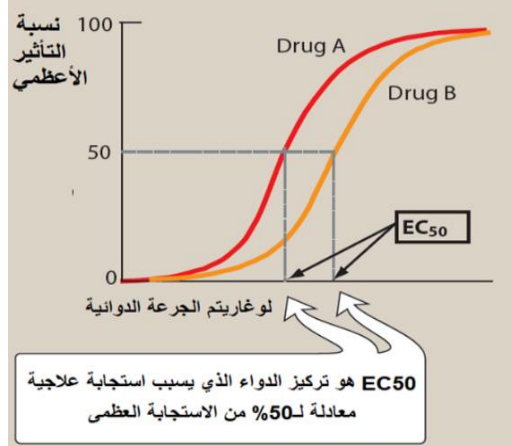 نسبة
التأثير
الأعظمي
100
50
0
Drug A
Drug B
EC50
لوغاريتم الجرعة الدوائية
EC50 هو تركيز الدواء الذي يسبب استجابة علاجية
معادلة لـ50% من الاستجابة العظمى